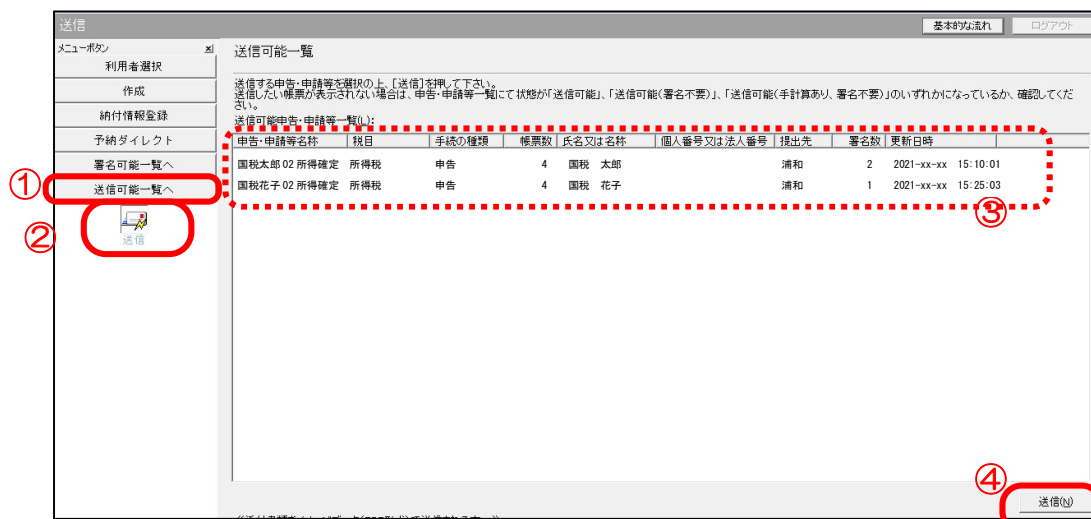 送信
基本的な流れ
ログアウト
メニューボタン x
利用者選択
作成
納付情報登録
予納ダイレクト
署名可能一覧へ
① 送信可能一覧へ
② 送信
送信可能一覧
送信する申告・申請等を選択の上、[送信]を押して下さい。
送信したい帳票が表示されない場合は、申告・申請等一覧にて状態が「送信可能」、「送信可能(署名不要)」、「送信可能(手計算あり、署名不要)」のいずれかになっているか、確認してくだ
さい。
送信可能申告・申請等一覧(L):
申告・申請等名称 税目 手続の種類 帳票数 氏名又は名称 個人番号又は法人番号 提出先 署名数 更新日時
国税太郎 02 所得確定 所得税 申告 4 国税 太郎 浦和 2 2021-xx-xx 15:10:01
国税花子 02 所得確定 所得税 申告 4 国税 花子 浦和 1 2021-xx-xx 15:25:03
③
④
送信(N)